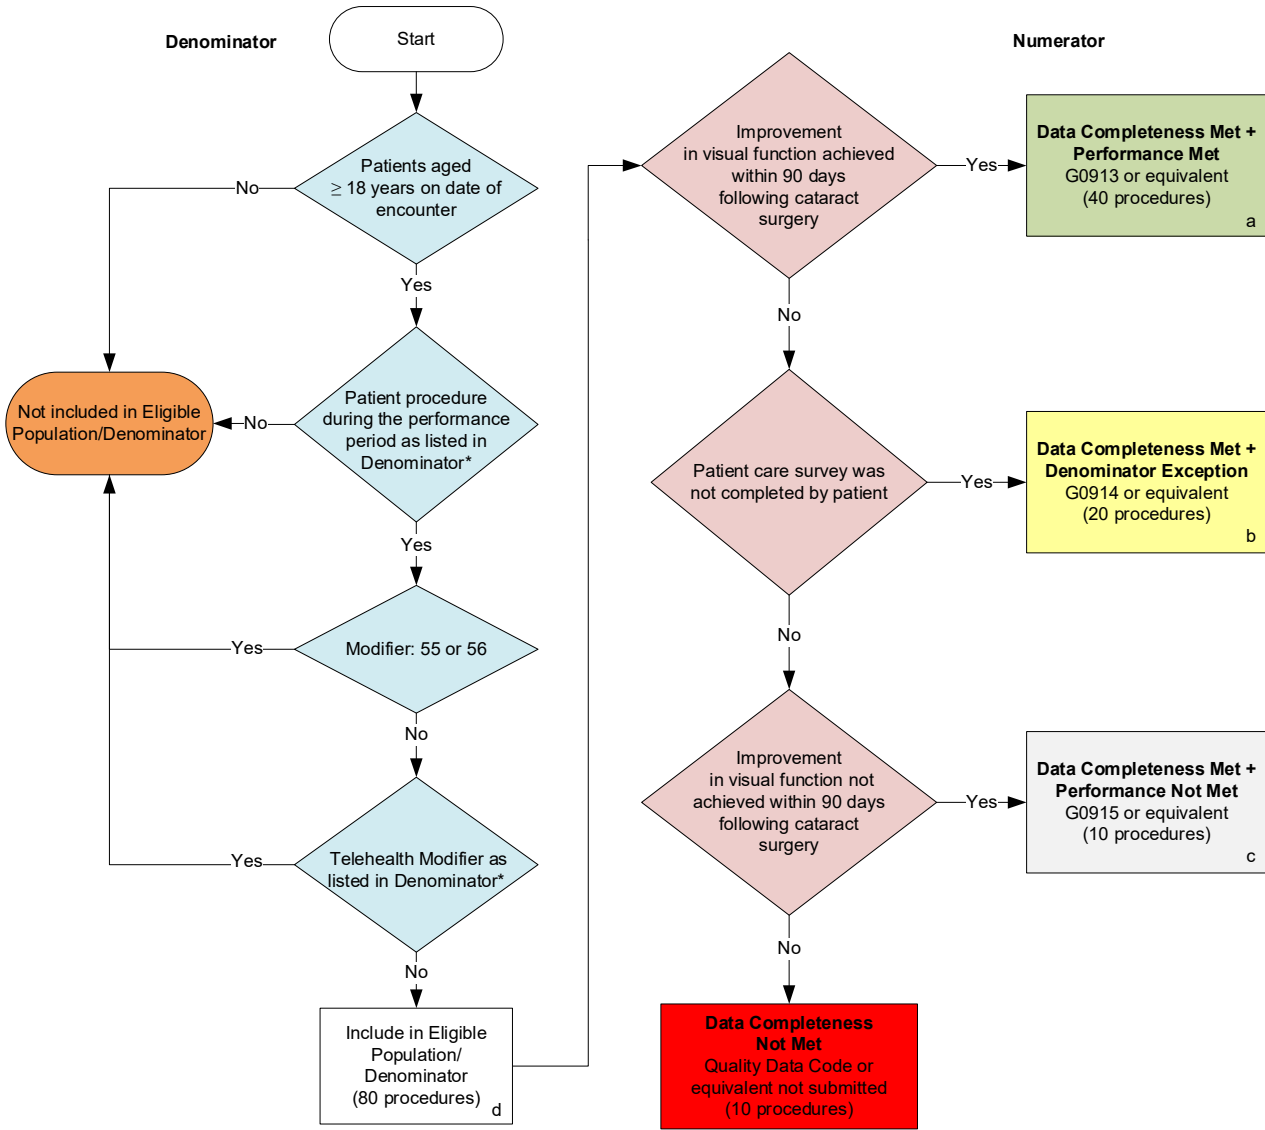 Denominator
Start
Patients aged
≥ 18 years on date of
encounter
No
Yes
Patient procedure
during the performance
period as listed in
Denominator*
No
Not included in Eligible
Population/Denominator
Yes
Modifier: 55 or 56
Yes
No
Telehealth Modifier as
listed in Denominator*
Yes
No
Include in Eligible
Population/
Denominator
(80 procedures)
d
Numerator
Improvement
in visual function achieved
within 90 days
following cataract
surgery
Yes
Data Completeness Met +
Performance Met
G0913 or equivalent
(40 procedures)
a
No
Patient care survey was
not completed by patient
Yes
Data Completeness Met +
Denominator Exception
G0914 or equivalent
(20 procedures)
b
No
Improvement
in visual function not
achieved within 90 days
following cataract
surgery
Yes
Data Completeness Met +
Performance Not Met
G0915 or equivalent
(10 procedures)
c
No
Data Completeness
Not Met
Quality Data Code or
equivalent not submitted
(10 procedures)